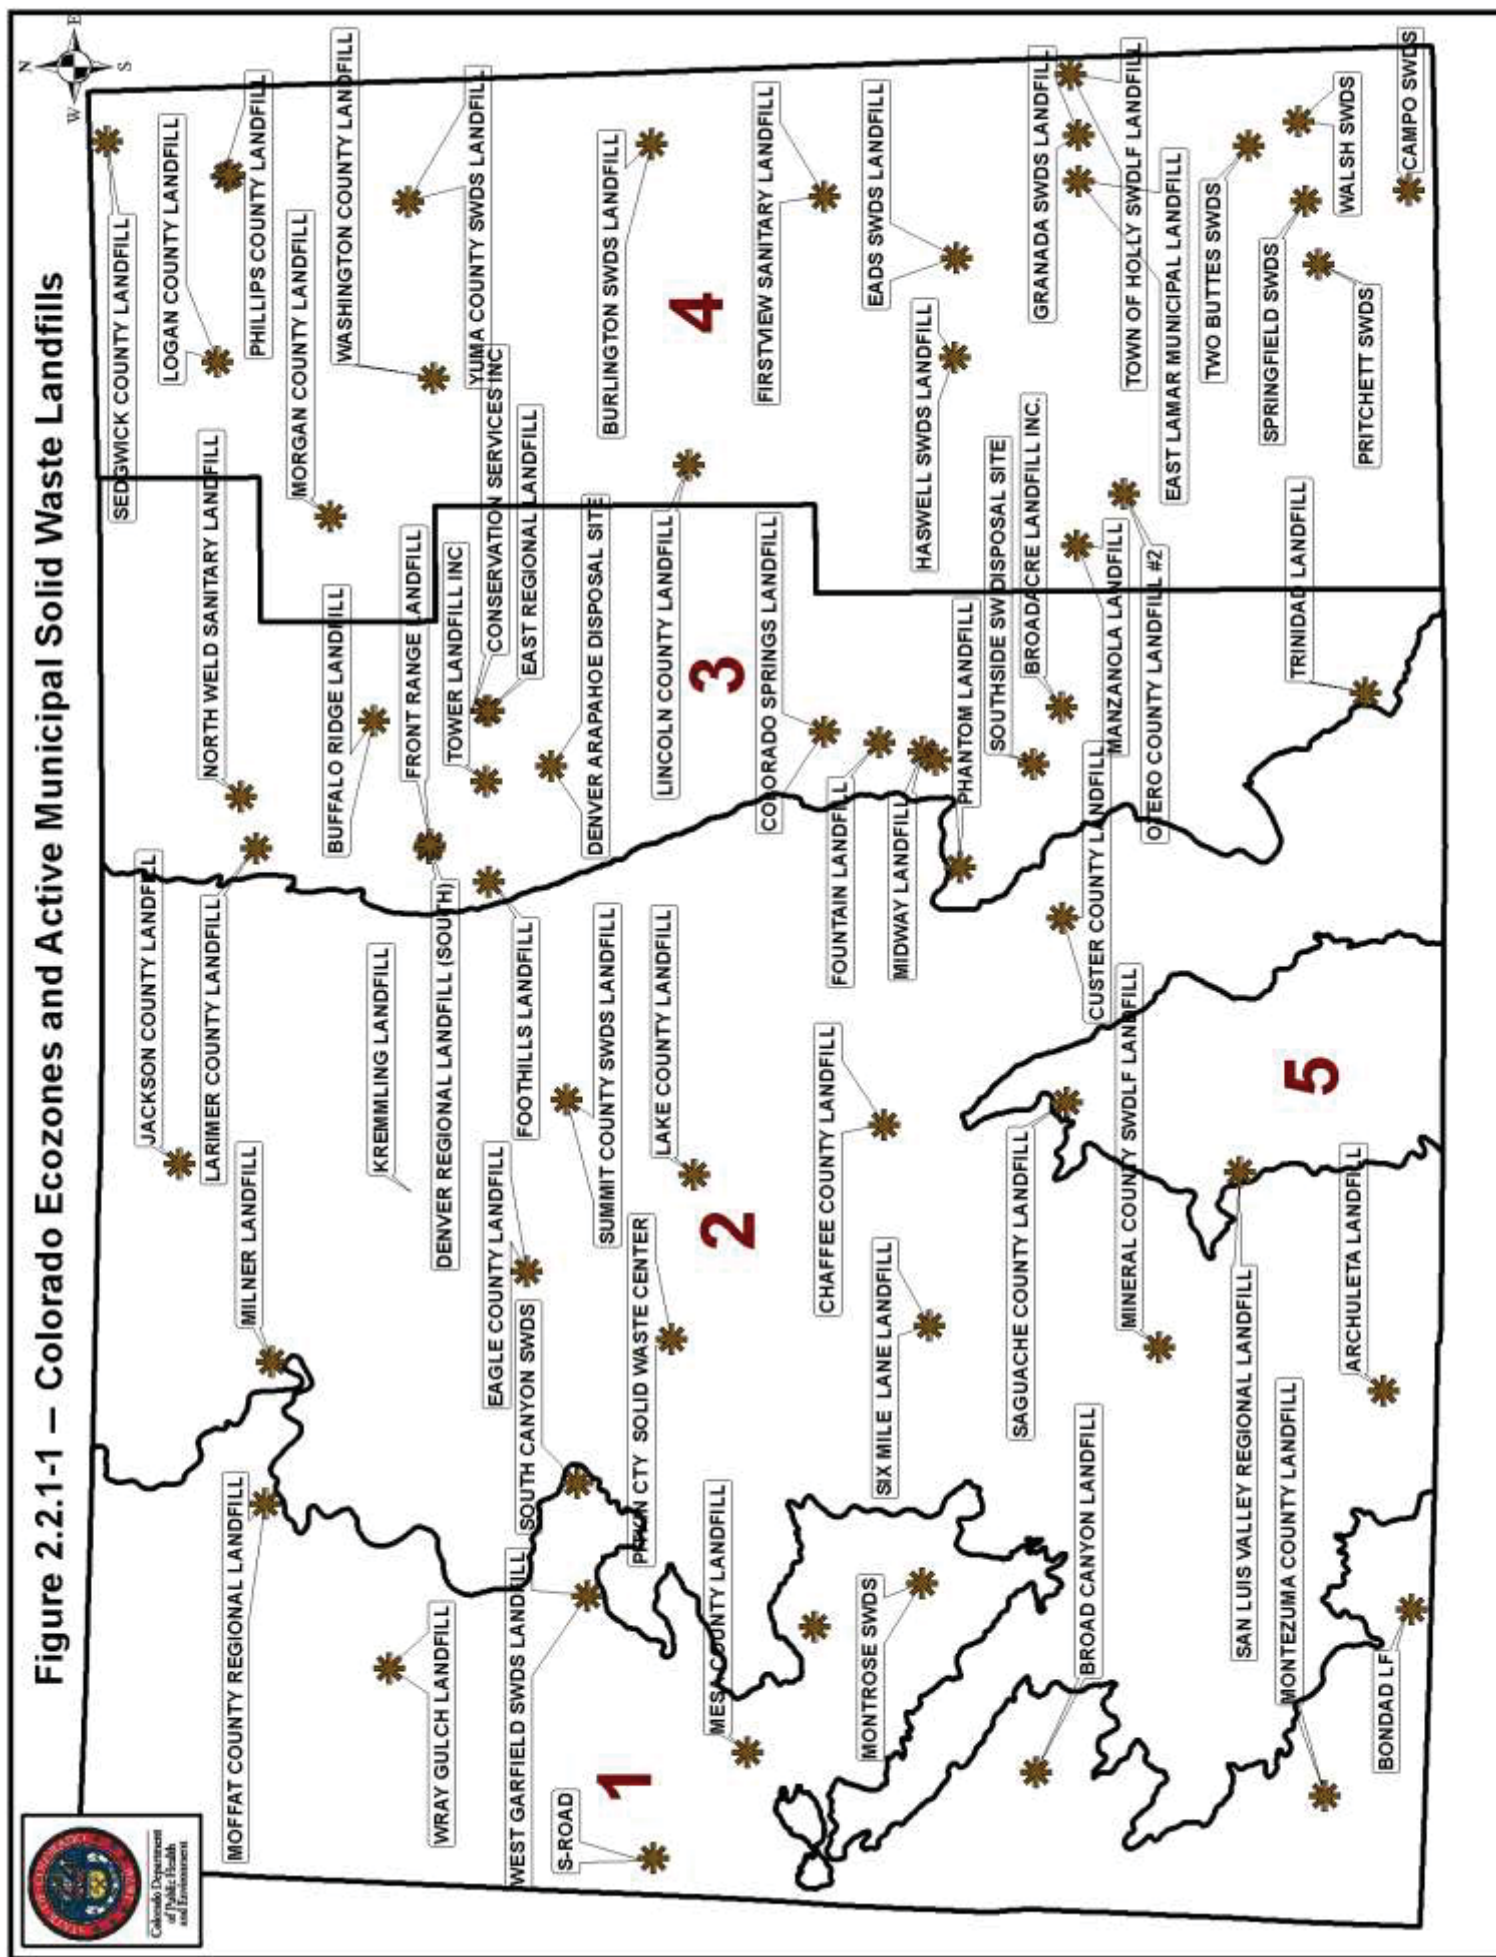 Figure 2.2.1-1 — Colorado Ecozones and Active Municipal Solid Waste Landfills
N
E
S
W
Colorado Department
of Public Health
and Environment
JACKSON COUNTY LANDFILL
NORTH WELD SANITARY LANDFILL
SEDGWICK COUNTY LANDFILL
LOGAN COUNTY LANDFILL
PHILLIPS COUNTY LANDFILL
LARIMER COUNTY LANDFILL
MILNER LANDFILL
MOFFAT COUNTY REGIONAL LANDFILL
MORGAN COUNTY LANDFILL
WASHINGTON COUNTY LANDFILL
BUFFALO RIDGE LANDFILL
KREMMLING LANDFILL
FRONT RANGE LANDFILL
WRAY GULCH LANDFILL
DENVER REGIONAL LANDFILL (SOUTH)
TOWER LANDFILL INC
YUMA COUNTY SWDS LANDFILL
CONSERVATION SERVICES INC
EAST REGIONAL LANDFILL
EAGLE COUNTY LANDFILL
FOOTHILLS LANDFILL
WEST GARFIELD SWDS LANDFILL
SOUTH CANYON SWDS
S-ROAD
SUMMIT COUNTY SWDS LANDFILL
DENVER ARAPAHOE DISPOSAL SITE
BURLINGTON SWDS LANDFILL
1
PITKIN CTY SOLID WASTE CENTER
LAKE COUNTY LANDFILL
LINCOLN COUNTY LANDFILL
4
3
2
MESA COUNTY LANDFILL
COLORADO SPRINGS LANDFILL
FIRSTVIEW SANITARY LANDFILL
CHAFFEE COUNTY LANDFILL
FOUNTAIN LANDFILL
MONTROSE SWDS
SIX MILE LANE LANDFILL
EADS SWDS LANDFILL
MIDWAY LANDFILL
HASWELL SWDS LANDFILL
PHANTOM LANDFILL
SOUTHSIDE SW DISPOSAL SITE
SAGUACHE COUNTY LANDFILL
BROADACRE LANDFILL INC.
GRANADA SWDS LANDFILL
BROAD CANYON LANDFILL
CUSTER COUNTY LANDFILL
MANZANOLA LANDFILL
MINERAL COUNTY SWDLF LANDFILL
TOWN OF HOLLY SWDLF LANDFILL
OTERO COUNTY LANDFILL #2
EAST LAMAR MUNICIPAL LANDFILL
TWO BUTTES SWDS
SAN LUIS VALLEY REGIONAL LANDFILL
SPRINGFIELD SWDS
MONTEZUMA COUNTY LANDFILL
5
TRINIDAD LANDFILL
WALSH SWDS
ARCHULETA LANDFILL
PRITCHETT SWDS
BONDAD LF
CAMPO SWDS